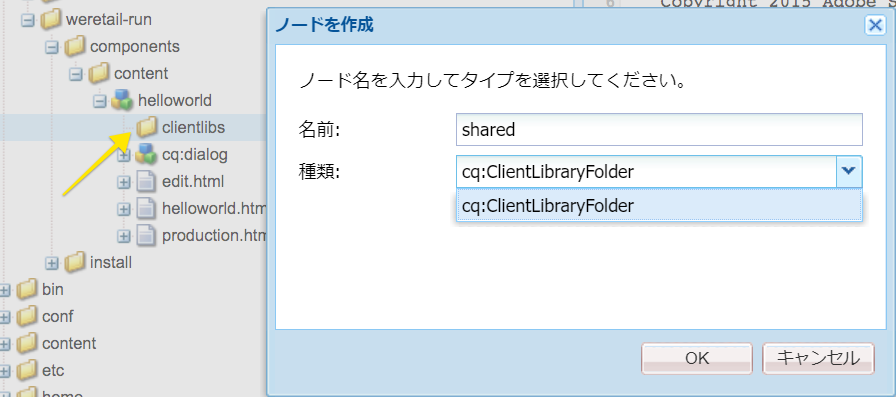 weretail-run
components
content
helloworld
clientlibs
cq:dialog
edit.html
helloworld.htm
production.htm
install
bin
conf
content
etc
home
6
Copyright 2015 Adobe S
ノードを作成
ノード名を入力してタイプを選択してください。
名前: shared
種類: cq:ClientLibraryFolder
cq:ClientLibraryFolder
OK キャンセル